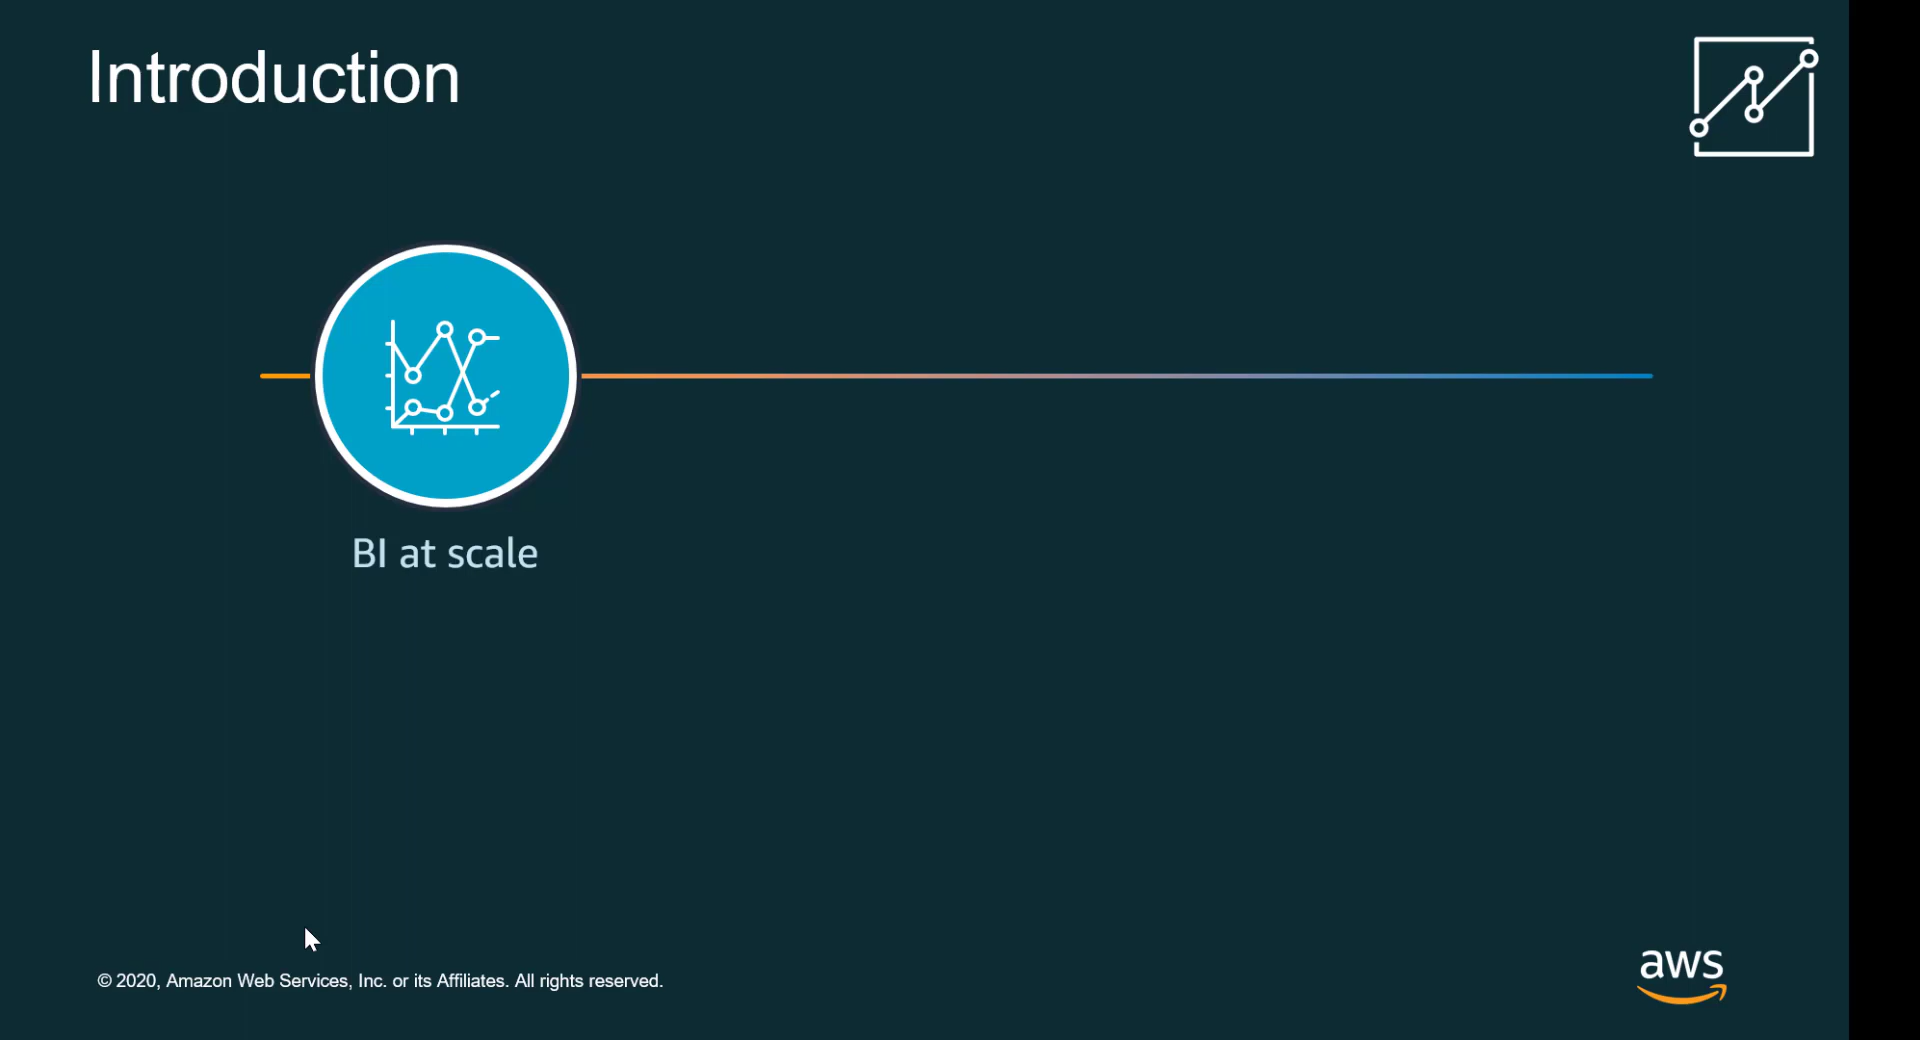 Introduction
BI at scale
© 2020, Amazon Web Services, Inc. or its Affiliates. All rights reserved.
aws